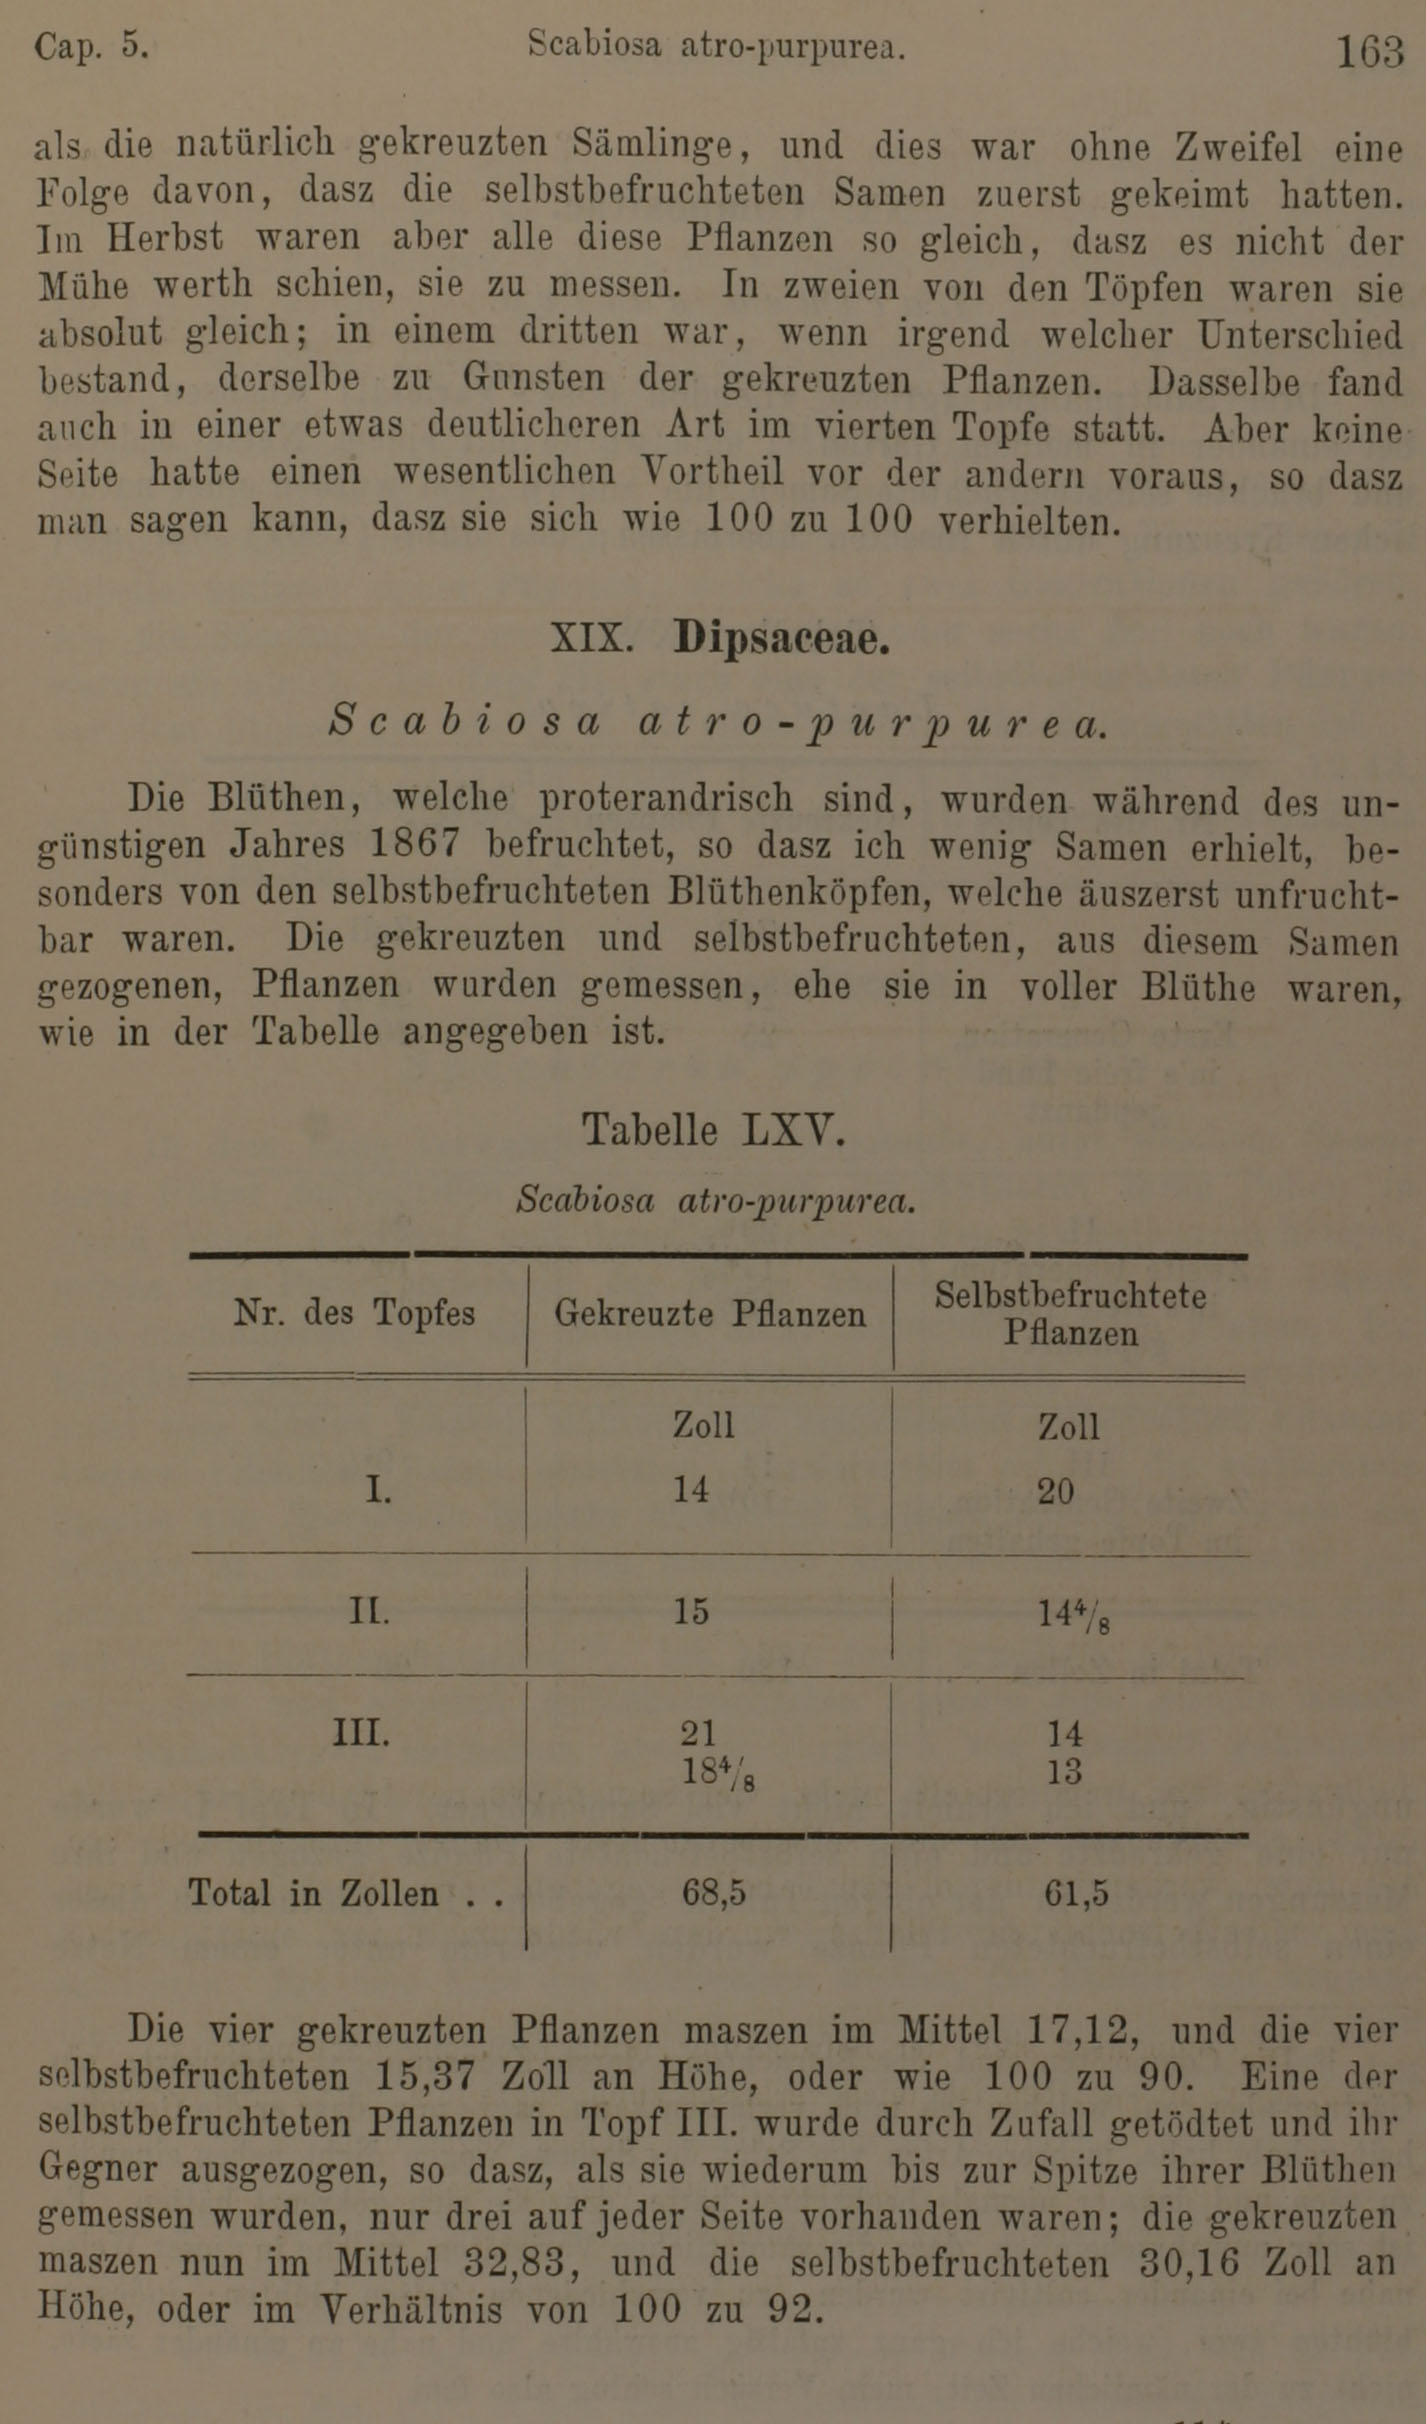 Cap. 5. Scabiosa atro-purpurea. 163
als die natürlich gekreuzten Sämlinge, und dies war ohne Zweifel eine
Folge davon, dasz die selbstbefruchteten Samen zuerst gekeimt hatten.
Im Herbst waren aber alle diese Pflanzen so gleich, dasz es nicht der
Mühe werth schien, sie zu messen. In zweien von den Töpfen waren sie
absolut gleich; in einem dritten war, wenn irgend welcher Unterschied
bestand, derselbe zu Gunsten der gekreuzten Pflanzen. Dasselbe fand
auch in einer etwas deutlicheren Art im vierten Topfe statt. Aber keine
Seite hatte einen wesentlichen Vortheil vor der andern voraus, so dasz
man sagen kann, dasz sie sich wie 100 zu 100 verhielten.
XIX. Dipsaceae.
Scabiosa atro-purpurea.
Die Blüthen, welche proterandrisch sind, wurden während des un-
günstigen Jahres 1867 befruchtet, so dasz ich wenig Samen erhielt, be-
sonders von den selbstbefruchteten Blüthenköpfen, welche äuszerst unfrucht-
bar waren. Die gekreuzten und selbstbefruchteten, aus diesem Samen
gezogenen, Pflanzen wurden gemessen, ehe sie in voller Blüthe waren,
wie in der Tabelle angegeben ist.
Tabelle LXV.
Scabiosa atro-purpurea.
Nr. des Topfes Gekreuzte Pflanzen Selbstbefruchtete
Pflanzen
Zoll Zoll
I. 14 20
II. 15 14⁴/₈
III. 21 14
18⁴/₈ 13
Total in Zollen . . 68,5 61,5
Die vier gekreuzten Pflanzen maszen im Mittel 17,12, und die vier
selbstbefruchteten 15,37 Zoll an Höhe, oder wie 100 zu 90. Eine der
selbstbefruchteten Pflanzen in Topf III. wurde durch Zufall getödtet und ihr
Gegner ausgezogen, so dasz, als sie wiederum bis zur Spitze ihrer Blüthen
gemessen wurden, nur drei auf jeder Seite vorhanden waren; die gekreuzten
maszen nun im Mittel 32,83, und die selbstbefruchteten 30,16 Zoll an
Höhe, oder im Verhältnis von 100 zu 92.